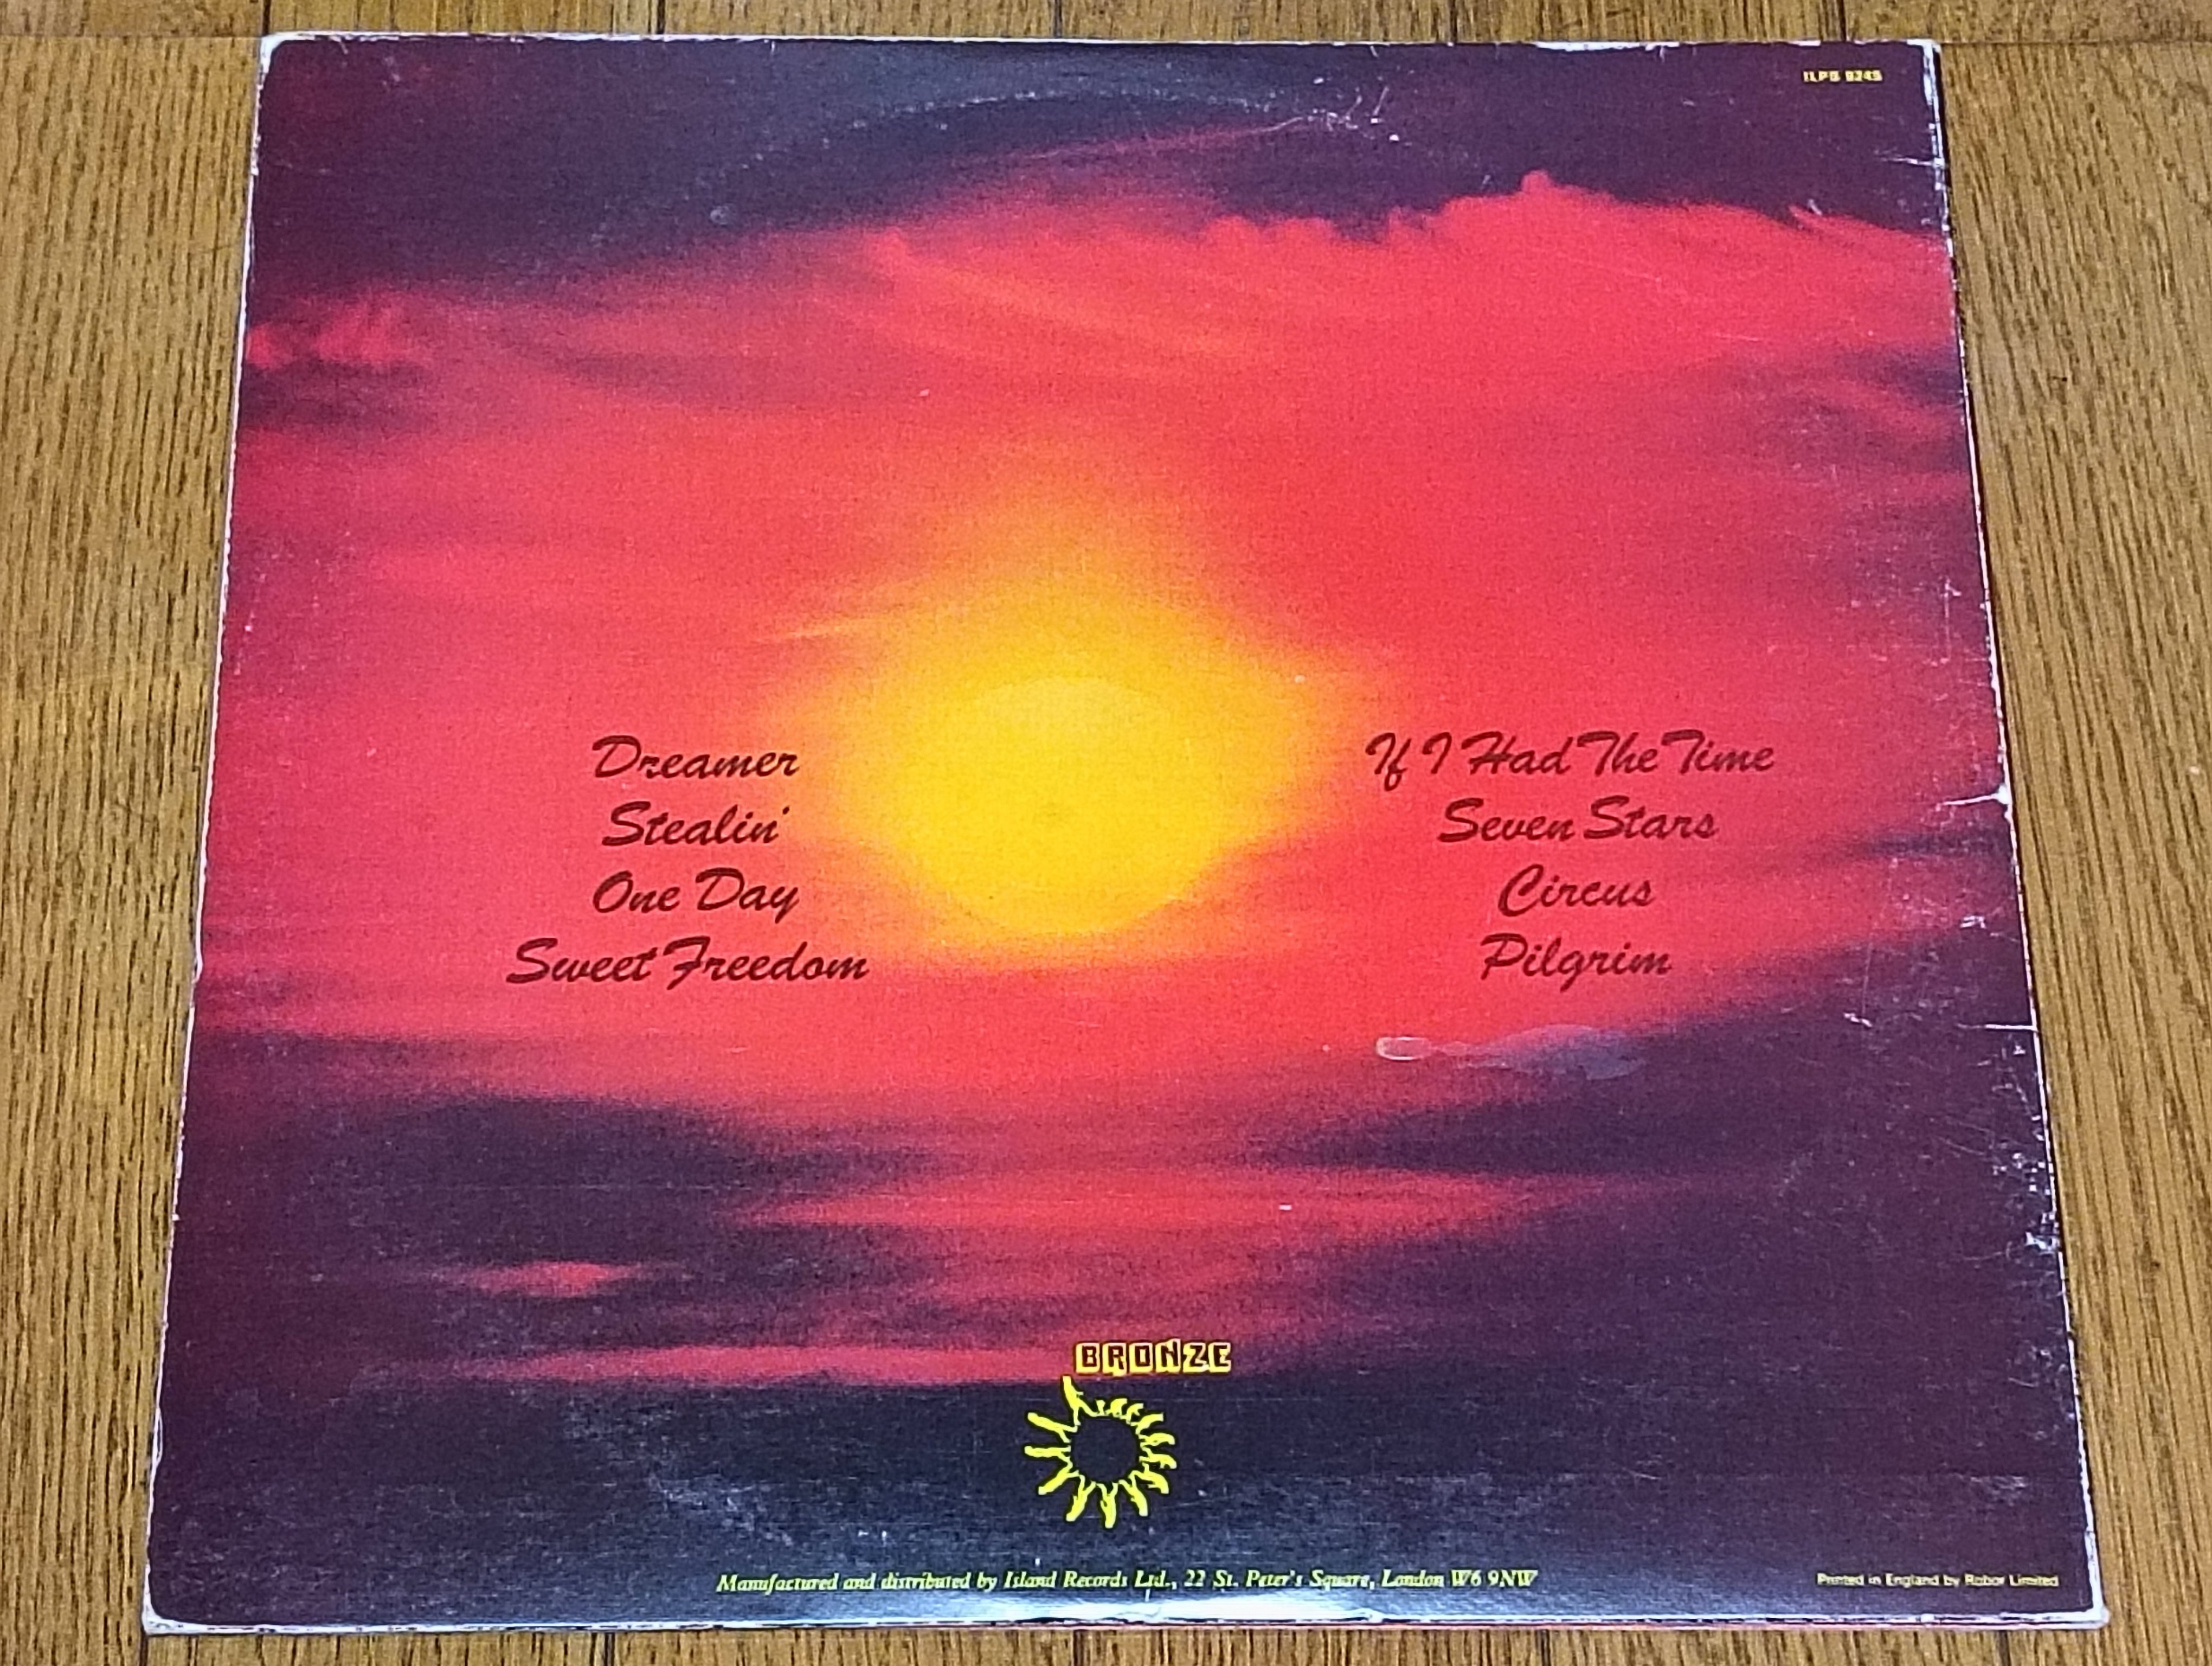 ILPS 9245
Dreamer
Stealin'
One Day
Sweet Freedom
If I Had The Time
Seven Stars
Circus
Pilgrim
BRONZE
Manufactured and distributed by Island Records Ltd., 22 St. Peter's Square, London W6 9NW
Printed in England by Robor Limited